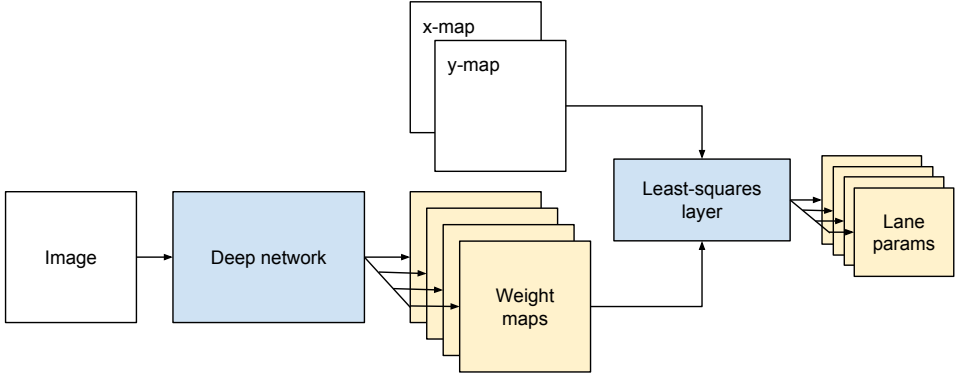 x-map
y-map
Image
Deep network
Weight
maps
Least-squares
layer
Lane
params